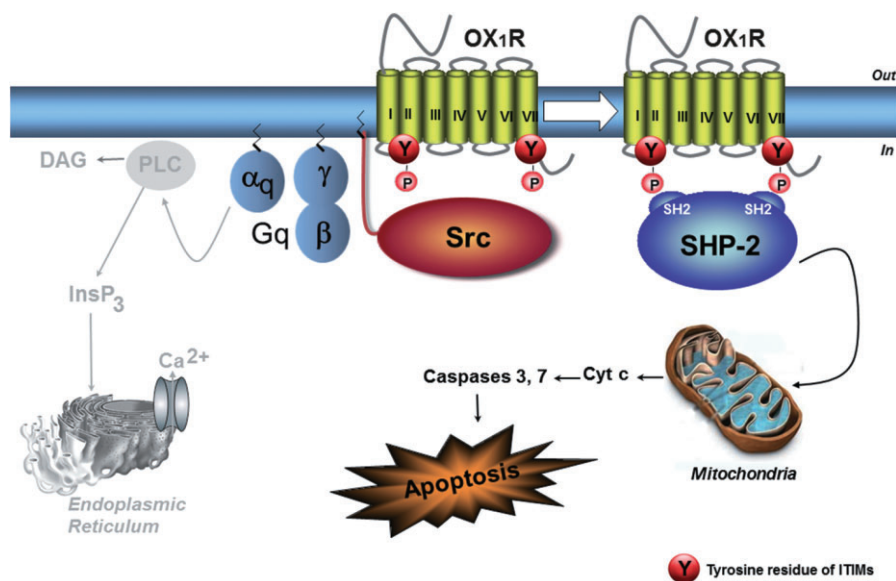 OX₁R
OX₁R
Out
I II III IV V VI VII
I II III IV V VI VII
In
Y Y
Y Y
P P
P P
DAG
PLC
αq
γ
Gq
β
Src
SH2 SH2
SHP-2
InsP₃
Ca²⁺
Caspases 3, 7
Cyt c
Mitochondria
Apoptosis
Endoplasmic
Reticulum
Y Tyrosine residue of ITIMs